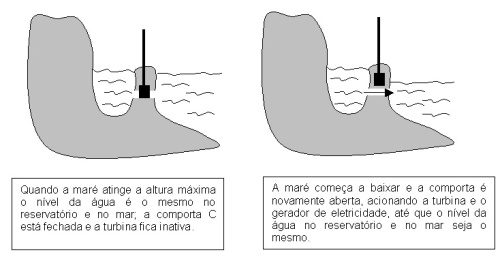 Quando a maré atinge a altura máxima
o nível da água é o mesmo no
reservatório e no mar; a comporta C
está fechada e a turbina fica inativa.
A maré começa a baixar e a comporta é
novamente aberta, acionando a turbina e o
gerador de eletricidade, até que o nível da
água no reservatório e no mar seja o
mesmo.